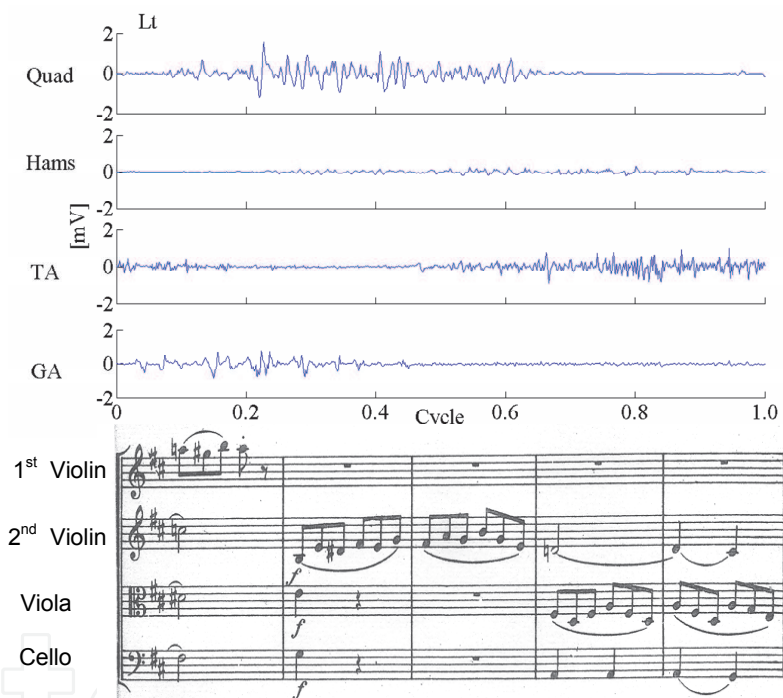 Lt
2
Quad 0
-2
2
Hams 0
-2
[mV]
2
TA 0
-2
2
GA 0
-2
0 0.2 0.4 Cycle 0.6 0.8 1.0
1st Violin
2nd Violin
f
Viola
f
Cello
f